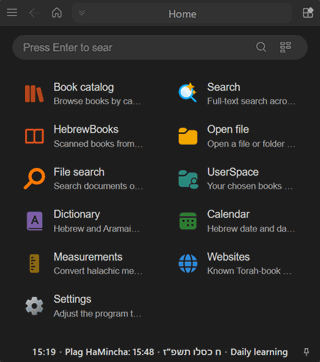 Home
Press Enter to sear
Book catalog
Browse books by ca...
Search
Full-text search acro...
HebrewBooks
Scanned books from...
Open file
Open a file or folder ...
File search
Search documents o...
UserSpace
Your chosen books ...
Dictionary
Hebrew and Aramai...
Calendar
Hebrew date and da...
Measurements
Convert halachic me...
Websites
Known Torah-book ...
Settings
Adjust the program t...
15:19 · Plag HaMincha: 15:48 · ח כסלו תשפ"ז · Daily learning